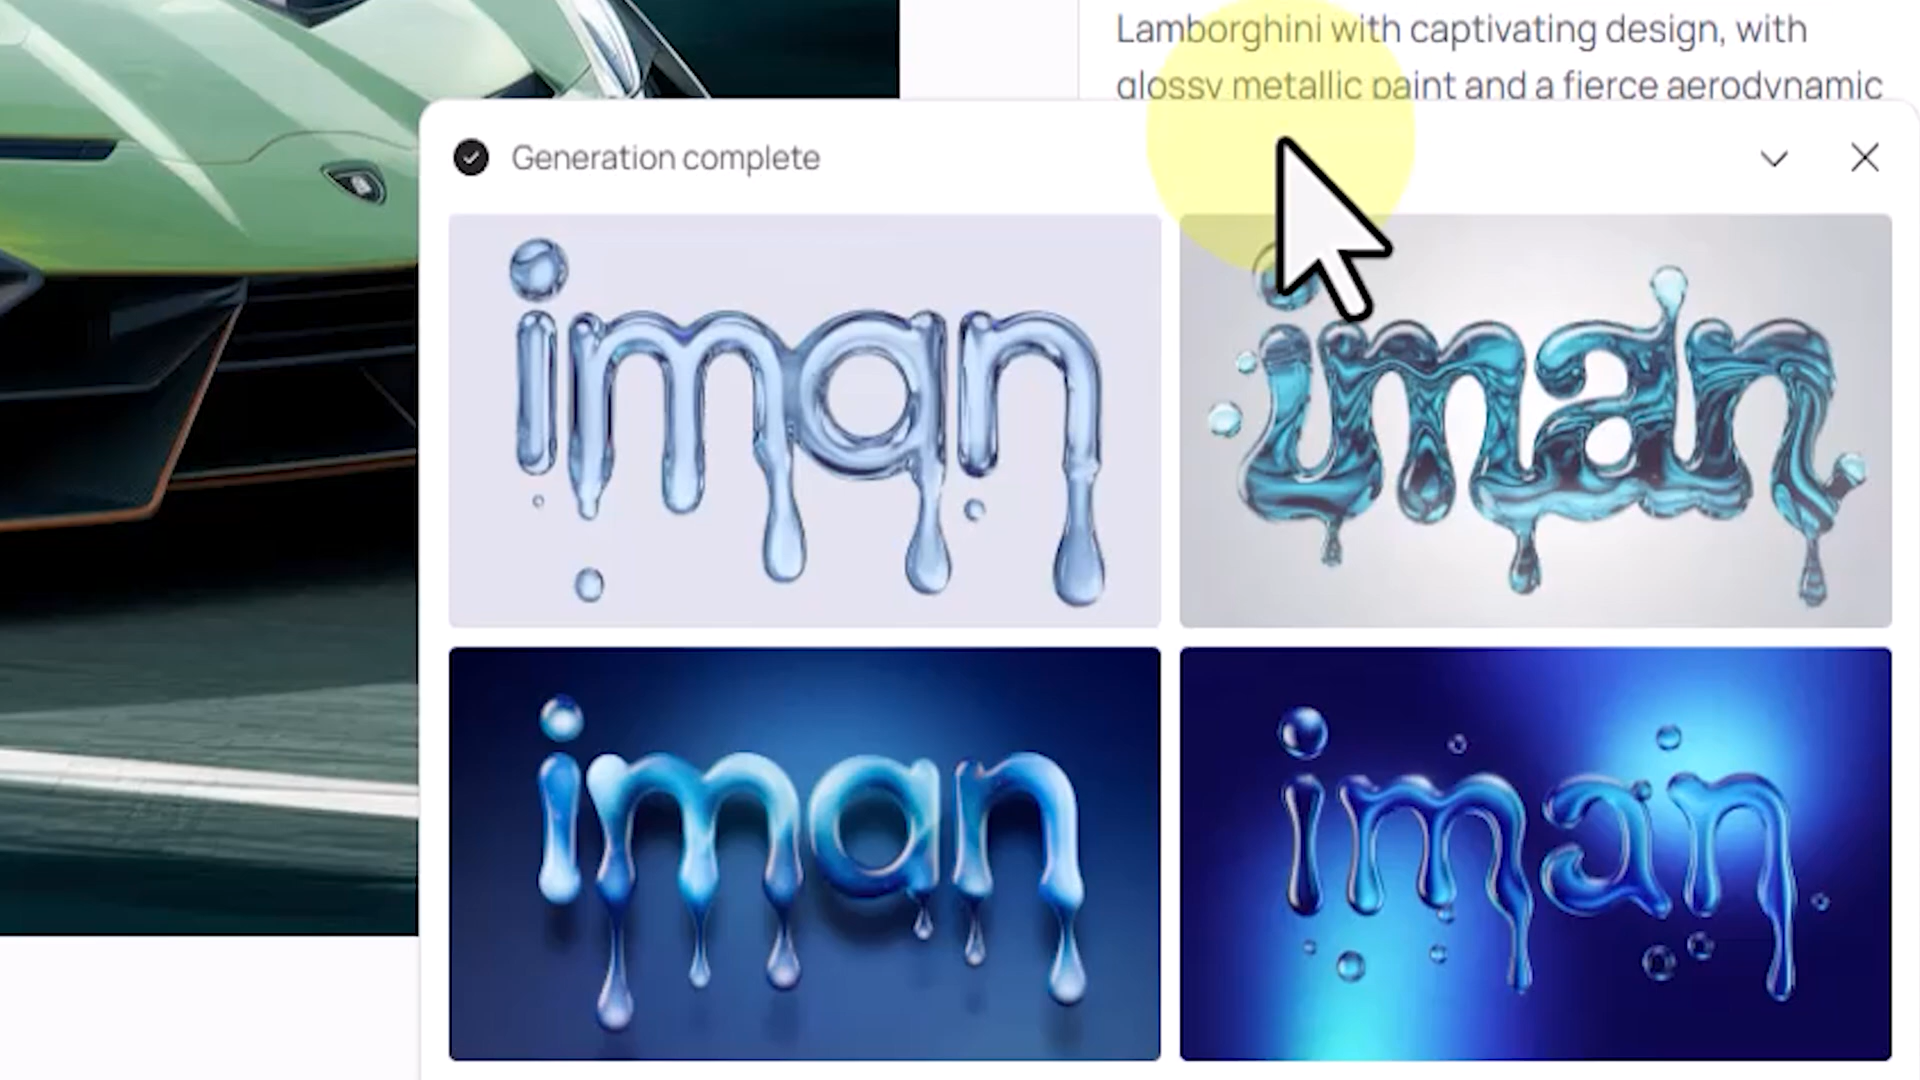 Lamborghini with captivating design, with
glossy metallic paint and a fierce aerodynamic
Generation complete
iman
iman
iman
iman